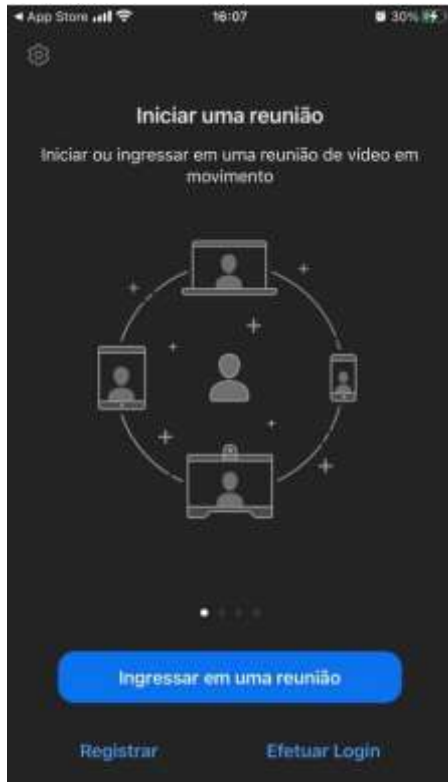 App Store
16:07
30%
Iniciar uma reunião
Iniciar ou ingressar em uma reunião de vídeo em
movimento
Ingressar em uma reunião
Registrar
Efetuar Login